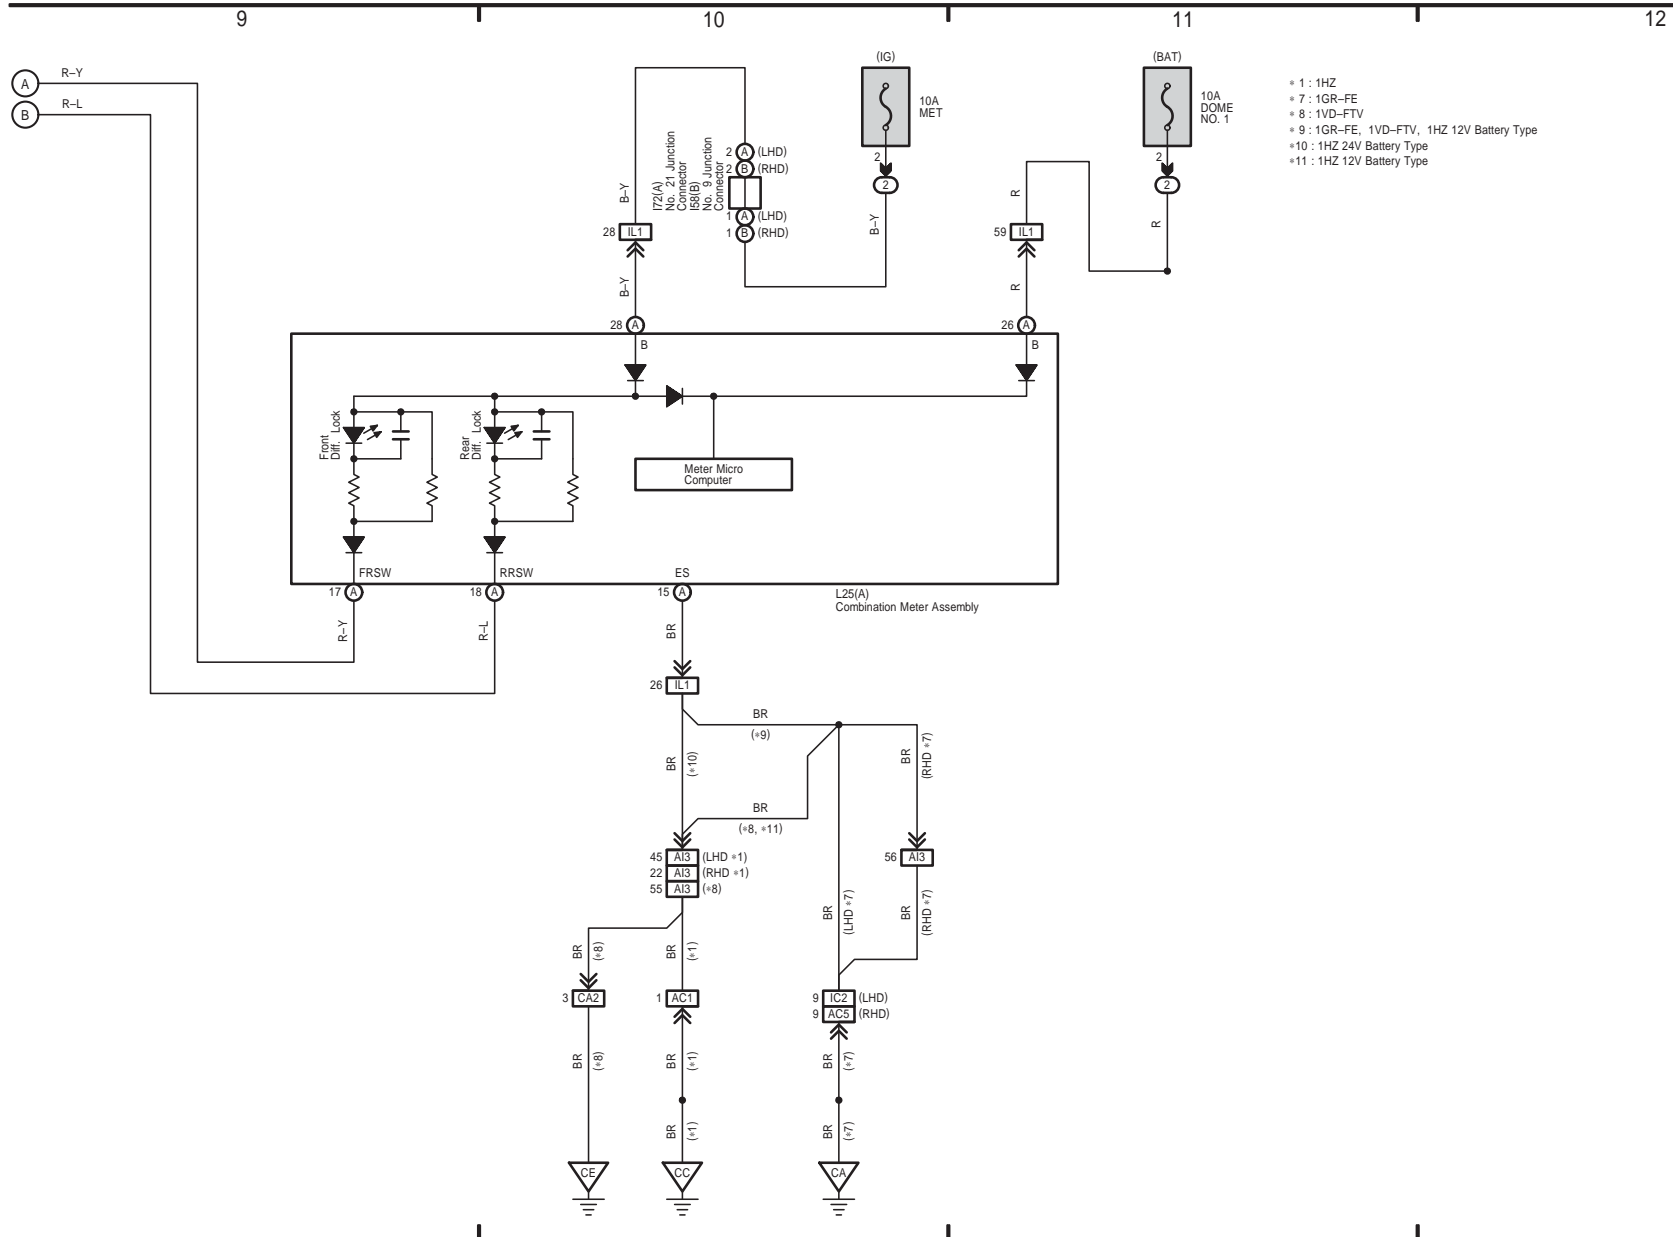 9
10
11
12
A
R–Y
B
R–L
(IG)
10A
MET
2
2
B–Y
(BAT)
10A
DOME
NO. 1
2
2
R
∗ 1 : 1HZ
∗ 7 : 1GR–FE
∗ 8 : 1VD–FTV
∗ 9 : 1GR–FE, 1VD–FTV, 1HZ 12V Battery Type
∗10 : 1HZ 24V Battery Type
∗11 : 1HZ 12V Battery Type
I72(A)
No. 21 Junction
Connector
I58(B)
No. 9 Junction
Connector
2 A (LHD)
2 B (RHD)
1 A (LHD)
1 B (RHD)
B–Y
28 IL1
B–Y
28 A
B
R
59 IL1
R
26 A
B
Front
Diff. Lock
Rear
Diff. Lock
Meter Micro
Computer
FRSW
RRSW
ES
17 A
18 A
15 A
L25(A)
Combination Meter Assembly
R–Y
R–L
BR
26 IL1
BR
(∗9)
BR
(∗10)
BR
(RHD ∗7)
BR
(∗8, ∗11)
45 AI3 (LHD ∗1)
22 AI3 (RHD ∗1)
55 AI3 (∗8)
56 AI3
BR
(∗8)
BR
(∗1)
BR
(LHD ∗7)
BR
(RHD ∗7)
3 CA2
1 AC1
9 IC2 (LHD)
9 AC5 (RHD)
BR
(∗8)
BR
(∗1)
BR
(∗7)
BR
(∗1)
BR
(∗7)
CE
CC
CA